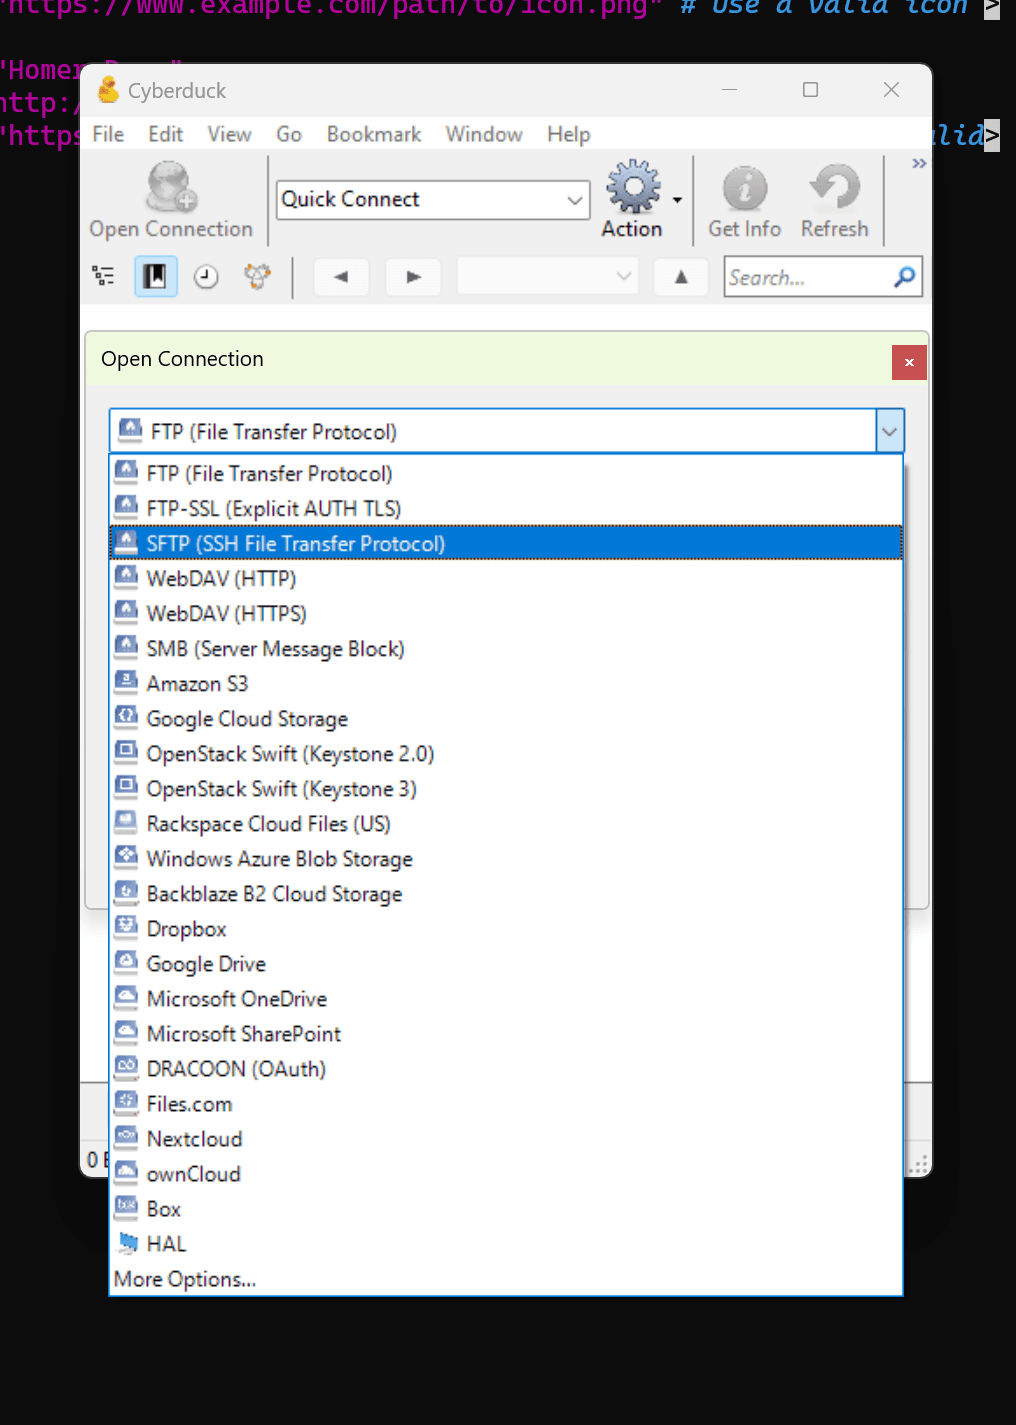 "https://www.example.com/path/to/icon.png" # Use a valid icon >
"Homer
http:/
"https
alid>
Cyberduck
File Edit View Go Bookmark Window Help
Open Connection
Quick Connect
Action
Get Info
Refresh
»
Search...
Open Connection
FTP (File Transfer Protocol)
FTP (File Transfer Protocol)
FTP-SSL (Explicit AUTH TLS)
SFTP (SSH File Transfer Protocol)
WebDAV (HTTP)
WebDAV (HTTPS)
SMB (Server Message Block)
Amazon S3
Google Cloud Storage
OpenStack Swift (Keystone 2.0)
OpenStack Swift (Keystone 3)
Rackspace Cloud Files (US)
Windows Azure Blob Storage
Backblaze B2 Cloud Storage
Dropbox
Google Drive
Microsoft OneDrive
Microsoft SharePoint
DRACOON (OAuth)
Files.com
Nextcloud
ownCloud
0
Box
HAL
More Options...